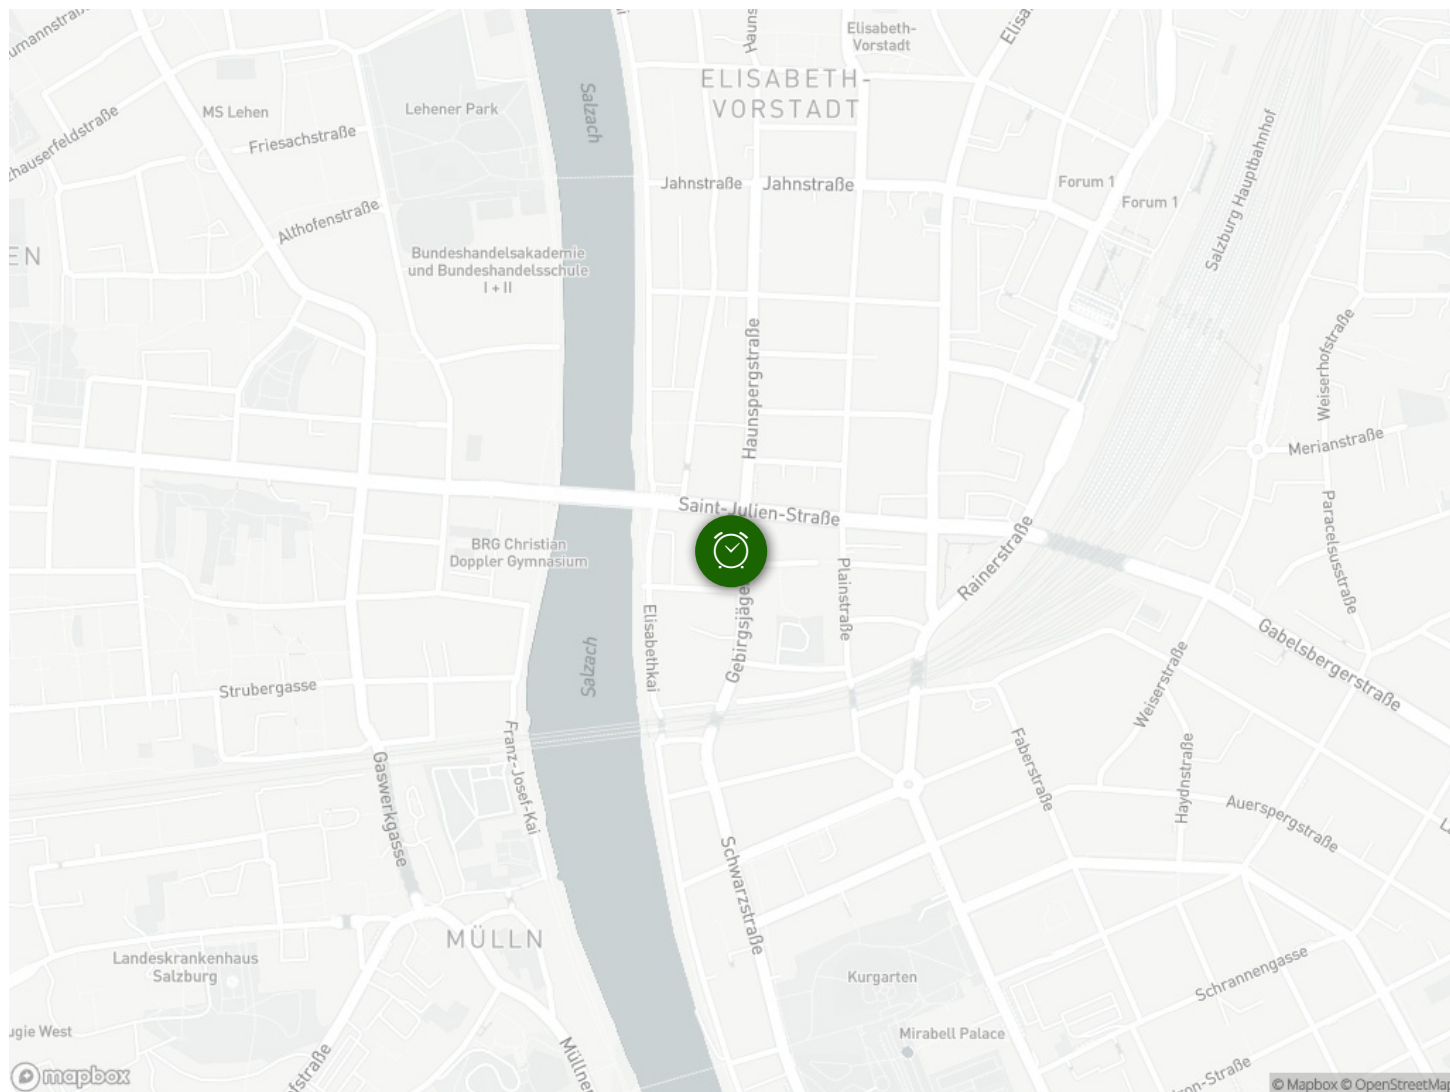 Elisabeth-
Vorstadt
ELISABETH-
VORSTADT
MS Lehen
Lehener Park
Friesachstraße
Salzach
Jahnstraße
Jahnstraße
Forum 1
Forum 1
Salzburg Hauptbahnhof
Althofenstraße
Bundeshandelsakademie
und Bundeshandelsschule
I + II
Haunspergstraße
Weiserhofstraße
Merianstraße
Saint-Julien-Straße
BRG Christian
Doppler Gymnasium
Rainerstraße
Paracelsusstraße
Plainstraße
Elisabethkai
Salzach
Gabelsbergerstraße
Strubergasse
Weiserstraße
Franz-Josef-Kai
Gaswerkgasse
Faberstraße
Haydnstraße
Auerspergstraße
Schwarzstraße
MÜLLN
Landeskrankenhaus
Salzburg
Kurgarten
Schrannengasse
Mirabell Palace
mapbox
© Mapbox © OpenStreetMap